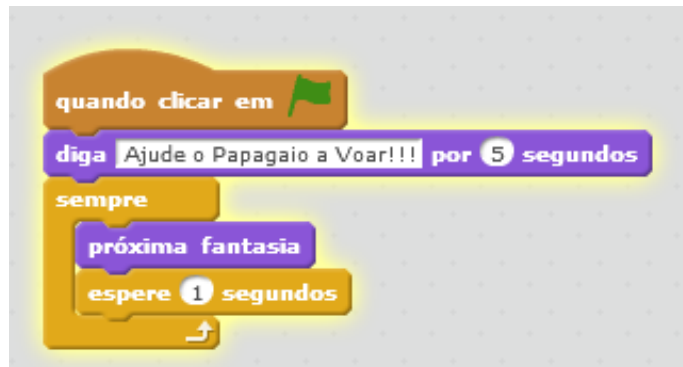 quando clicar em
diga Ajude o Papagaio a Voar!!! por 5 segundos
sempre
próxima fantasia
espere 1 segundos